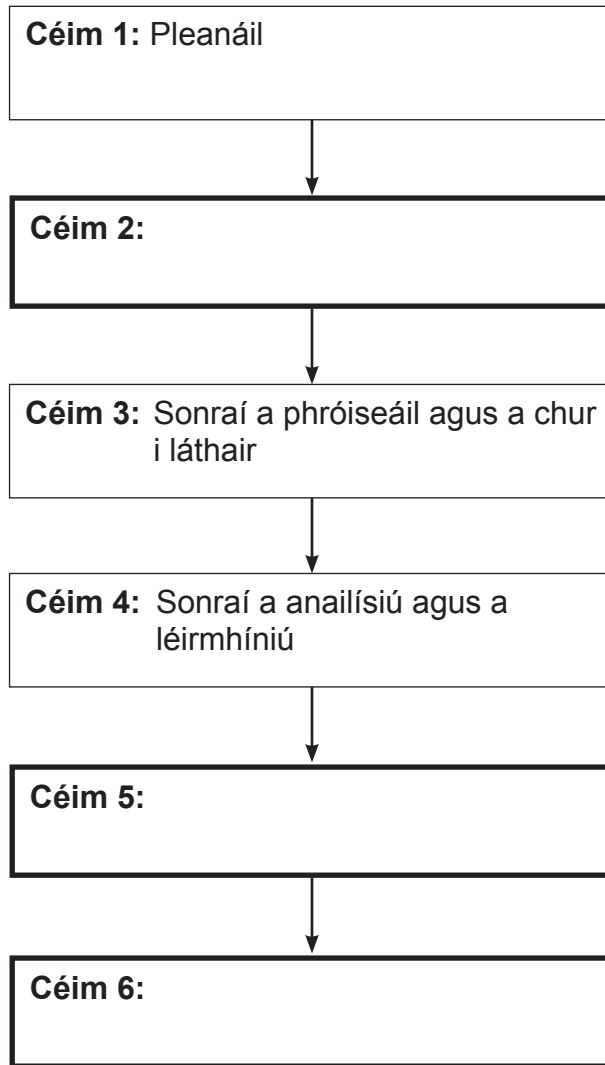 Céim 1: Pleanáil
Céim 2:
Céim 3: Sonraí a phróiseáil agus a chur
i láthair
Céim 4: Sonraí a anailísiú agus a
léirmhíniú
Céim 5:
Céim 6: